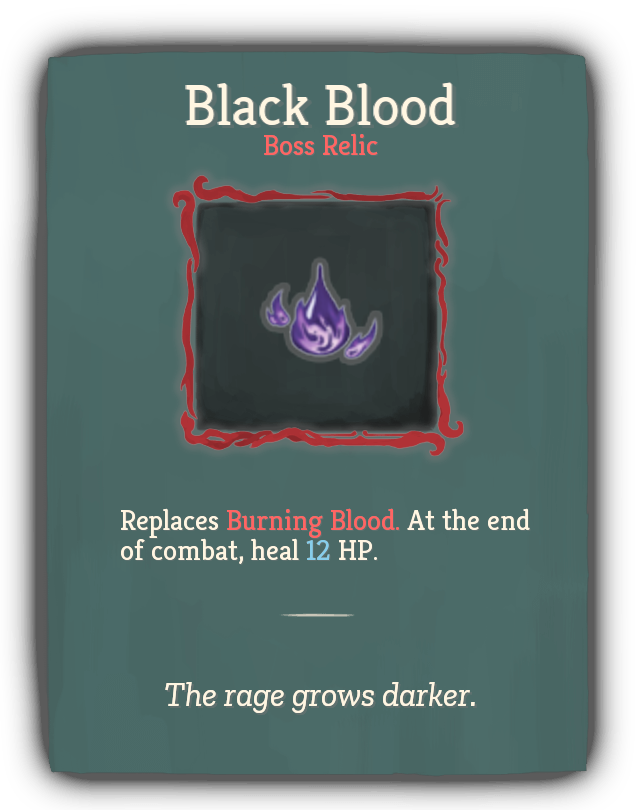 Black Blood
Boss Relic
Replaces Burning Blood. At the end
of combat, heal 12 HP.
The rage grows darker.